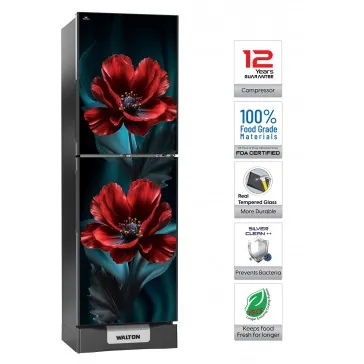 12
Years
GUARANTEE
Compressor
100%
Food Grade
Materials
FDA CERTIFIED
Real
Tempered Glass
More Durable
SILVER
CLEAN ++
Prevents Bacteria
Keeps food
Fresh for longer
WALTON